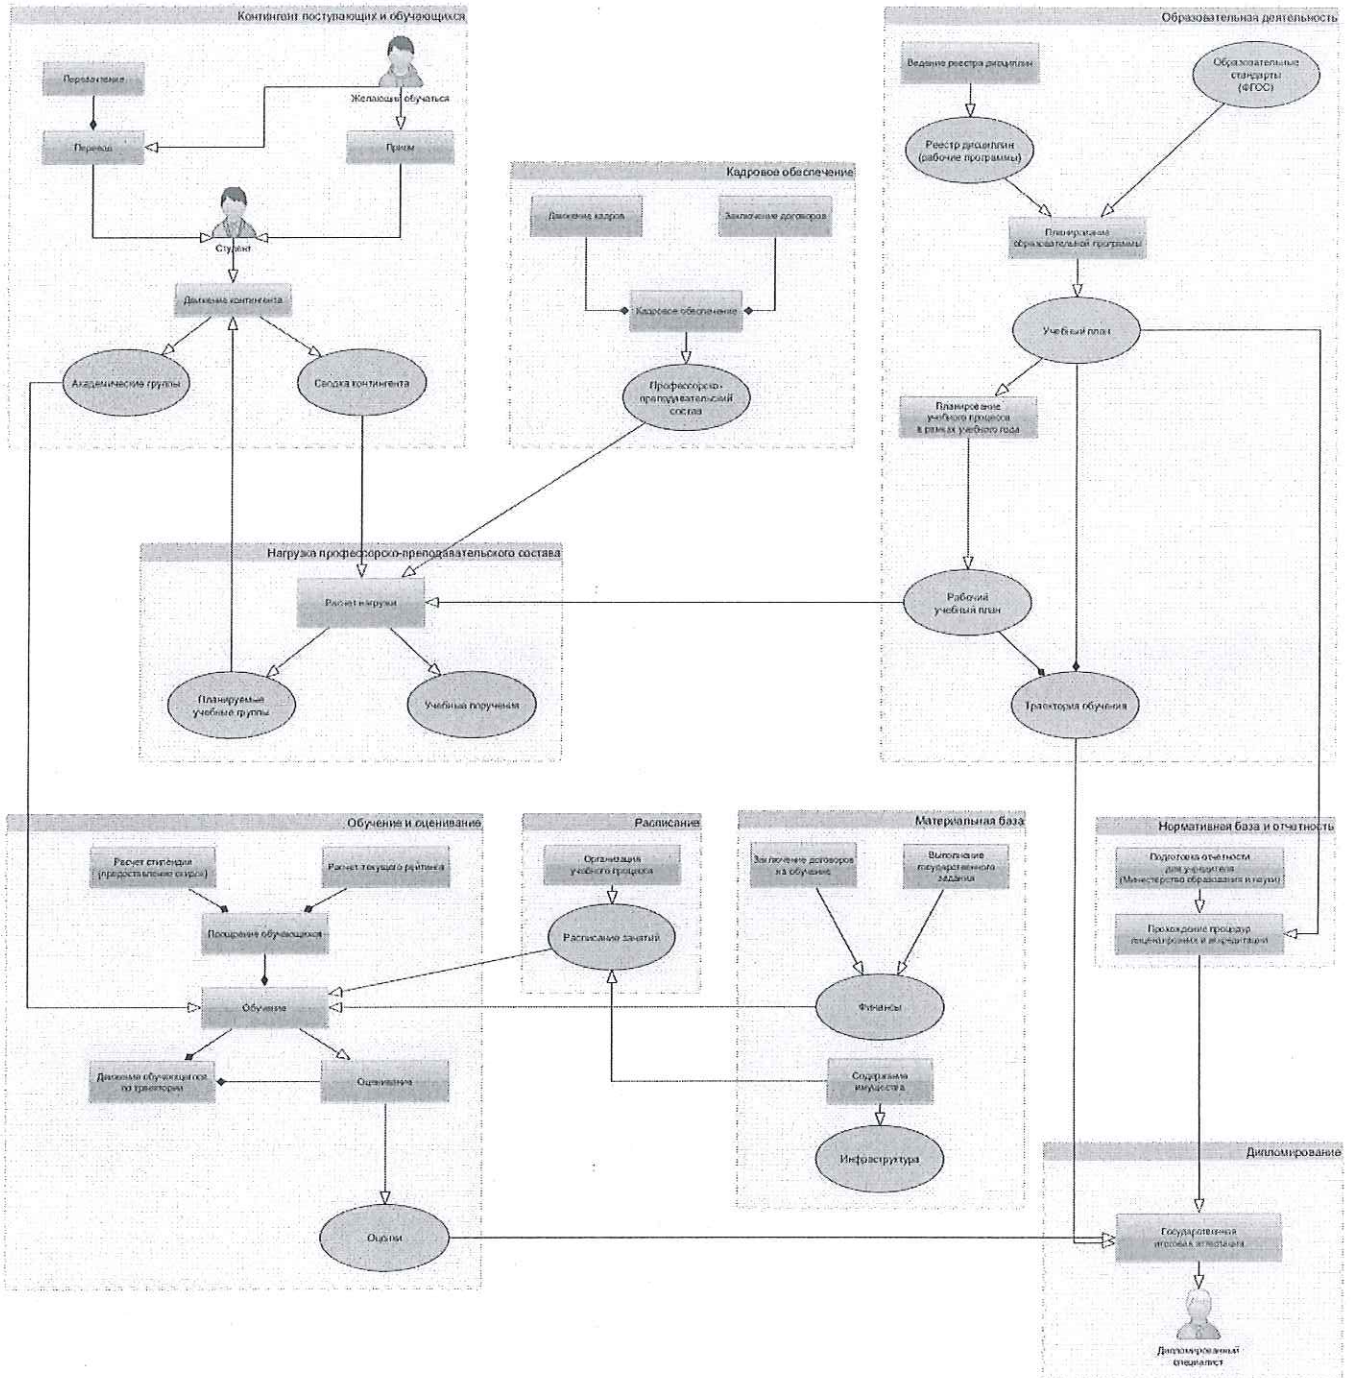 Контингент поступающих и обучающихся
Перезачтение
Желающие обучаться
Перевод
Прием
Студент
Движение контингента
Академические группы
Сводка контингента
Кадровое обеспечение
Движение кадров
Заключение договоров
Кадровое обеспечение
Профессорско-
преподавательский
состав
Образовательная деятельность
Ведение реестра дисциплин
Образовательные
стандарты
(ФГОС)
Реестр дисциплин
(рабочие программы)
Планирование
образовательной программы
Учебный план
Планирование
учебного процесса
в рамках учебного года
Рабочий
учебный план
Траектория обучения
Нагрузка профессорско-преподавательского состава
Расчет нагрузки
Планируемые
учебные группы
Учебные поручения
Обучение и оценивание
Расчет стипендии
(предоставление скидок)
Расчет текущего рейтинга
Поощрение обучающихся
Обучение
Движение обучающегося
по траектории
Оценивание
Оценки
Расписание
Организация
учебного процесса
Расписание занятий
Материальная база
Заключение договоров
на обучение
Выполнение
государственного
задания
Финансы
Содержание
имущества
Инфраструктура
Нормативная база и отчетность
Подготовка отчетности
для учредителя
(Министерство образования и науки)
Прохождение процедур
лицензирования и аккредитации
Дипломирование
Государственная
итоговая аттестация
Дипломированный
специалист